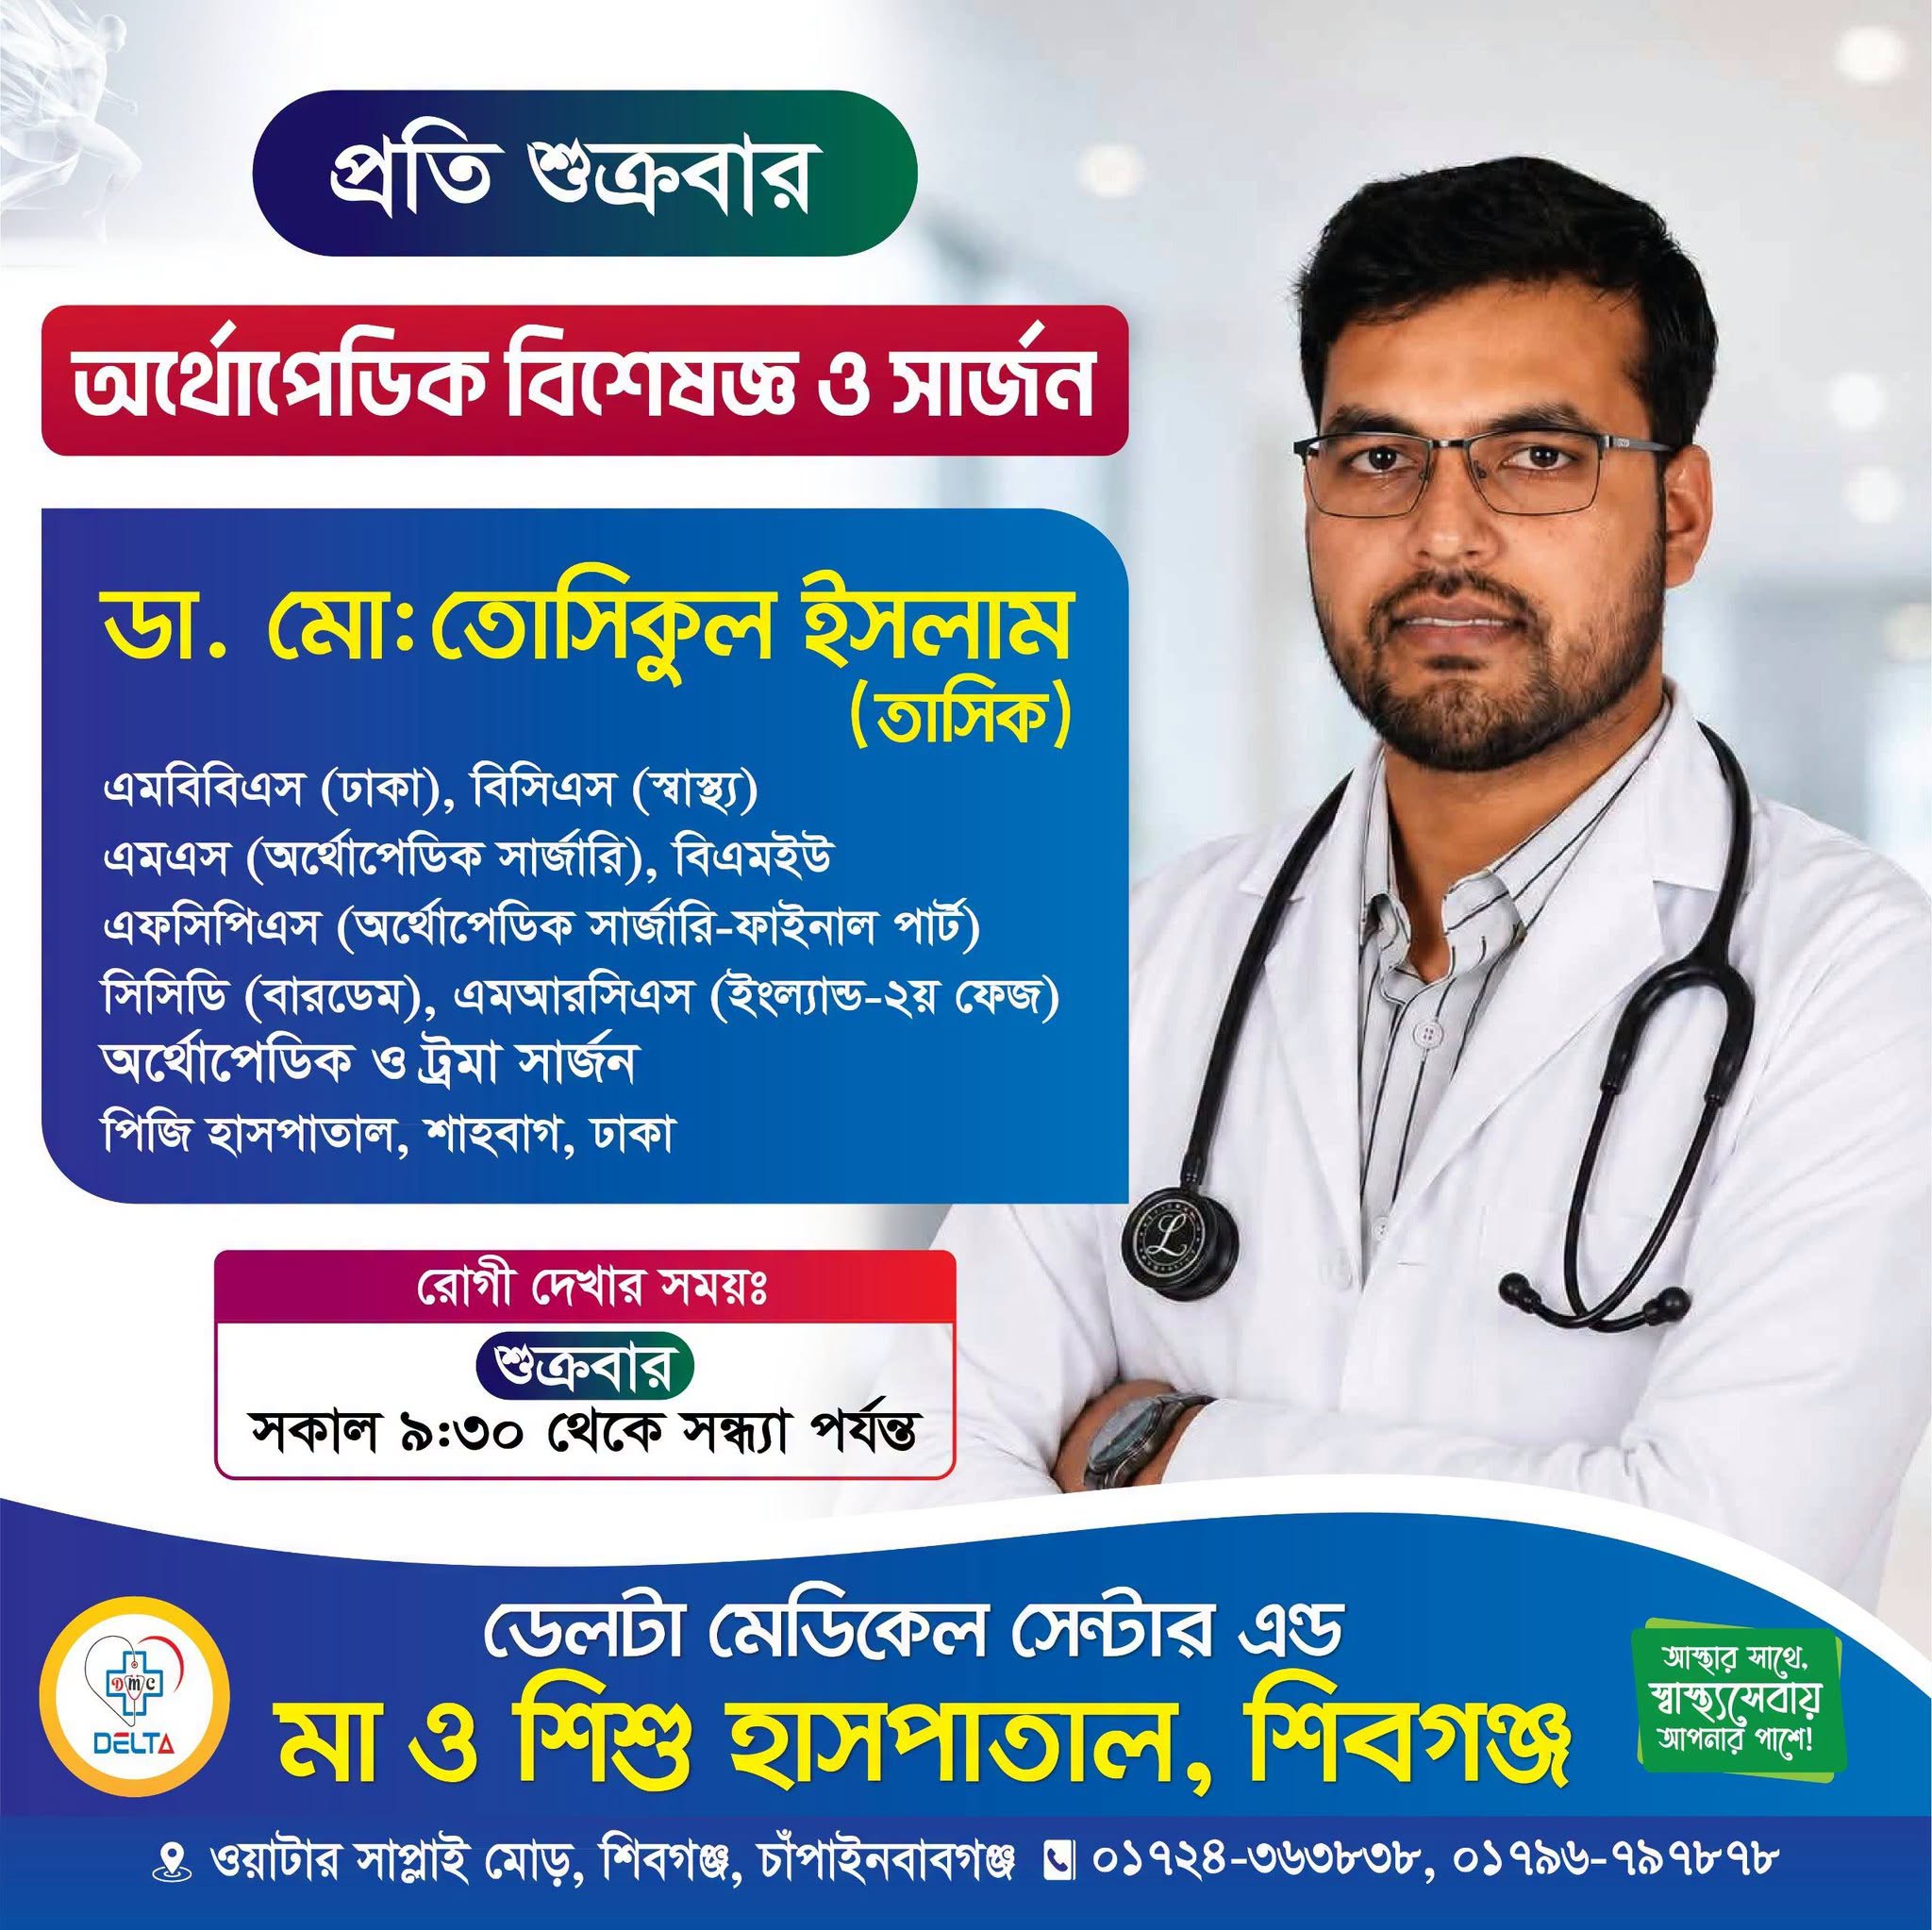 প্রতি শুক্রবার
অর্থোপেডিক বিশেষজ্ঞ ও সার্জন
ডা. মো: তোসিকুল ইসলাম
(তাসিক)
এমবিবিএস (ঢাকা), বিসিএস (স্বাস্থ্য)
এমএস (অর্থোপেডিক সার্জারি), বিএমইউ
এফসিপিএস (অর্থোপেডিক সার্জারি-ফাইনাল পার্ট)
সিসিডি (বারডেম), এমআরসিএস (ইংল্যান্ড-২য় ফেজ)
অর্থোপেডিক ও ট্রমা সার্জন
পিজি হাসপাতাল, শাহবাগ, ঢাকা
রোগী দেখার সময়ঃ
শুক্রবার
সকাল ৯:৩০ থেকে সন্ধ্যা পর্যন্ত
ডেলটা মেডিকেল সেন্টার এণ্ড
মা ও শিশু হাসপাতাল, শিবগঞ্জ
DMC
DELTA
আস্থার সাথে,
স্বাস্থ্যসেবায়
আপনার পাশে!
ওয়াটার সাপ্লাই মোড়, শিবগঞ্জ, চাঁপাইনবাবগঞ্জ ০১৭২৪-৩৬৩৮৩৮, ০১৭৯৬-৭৯৭৮৭৮